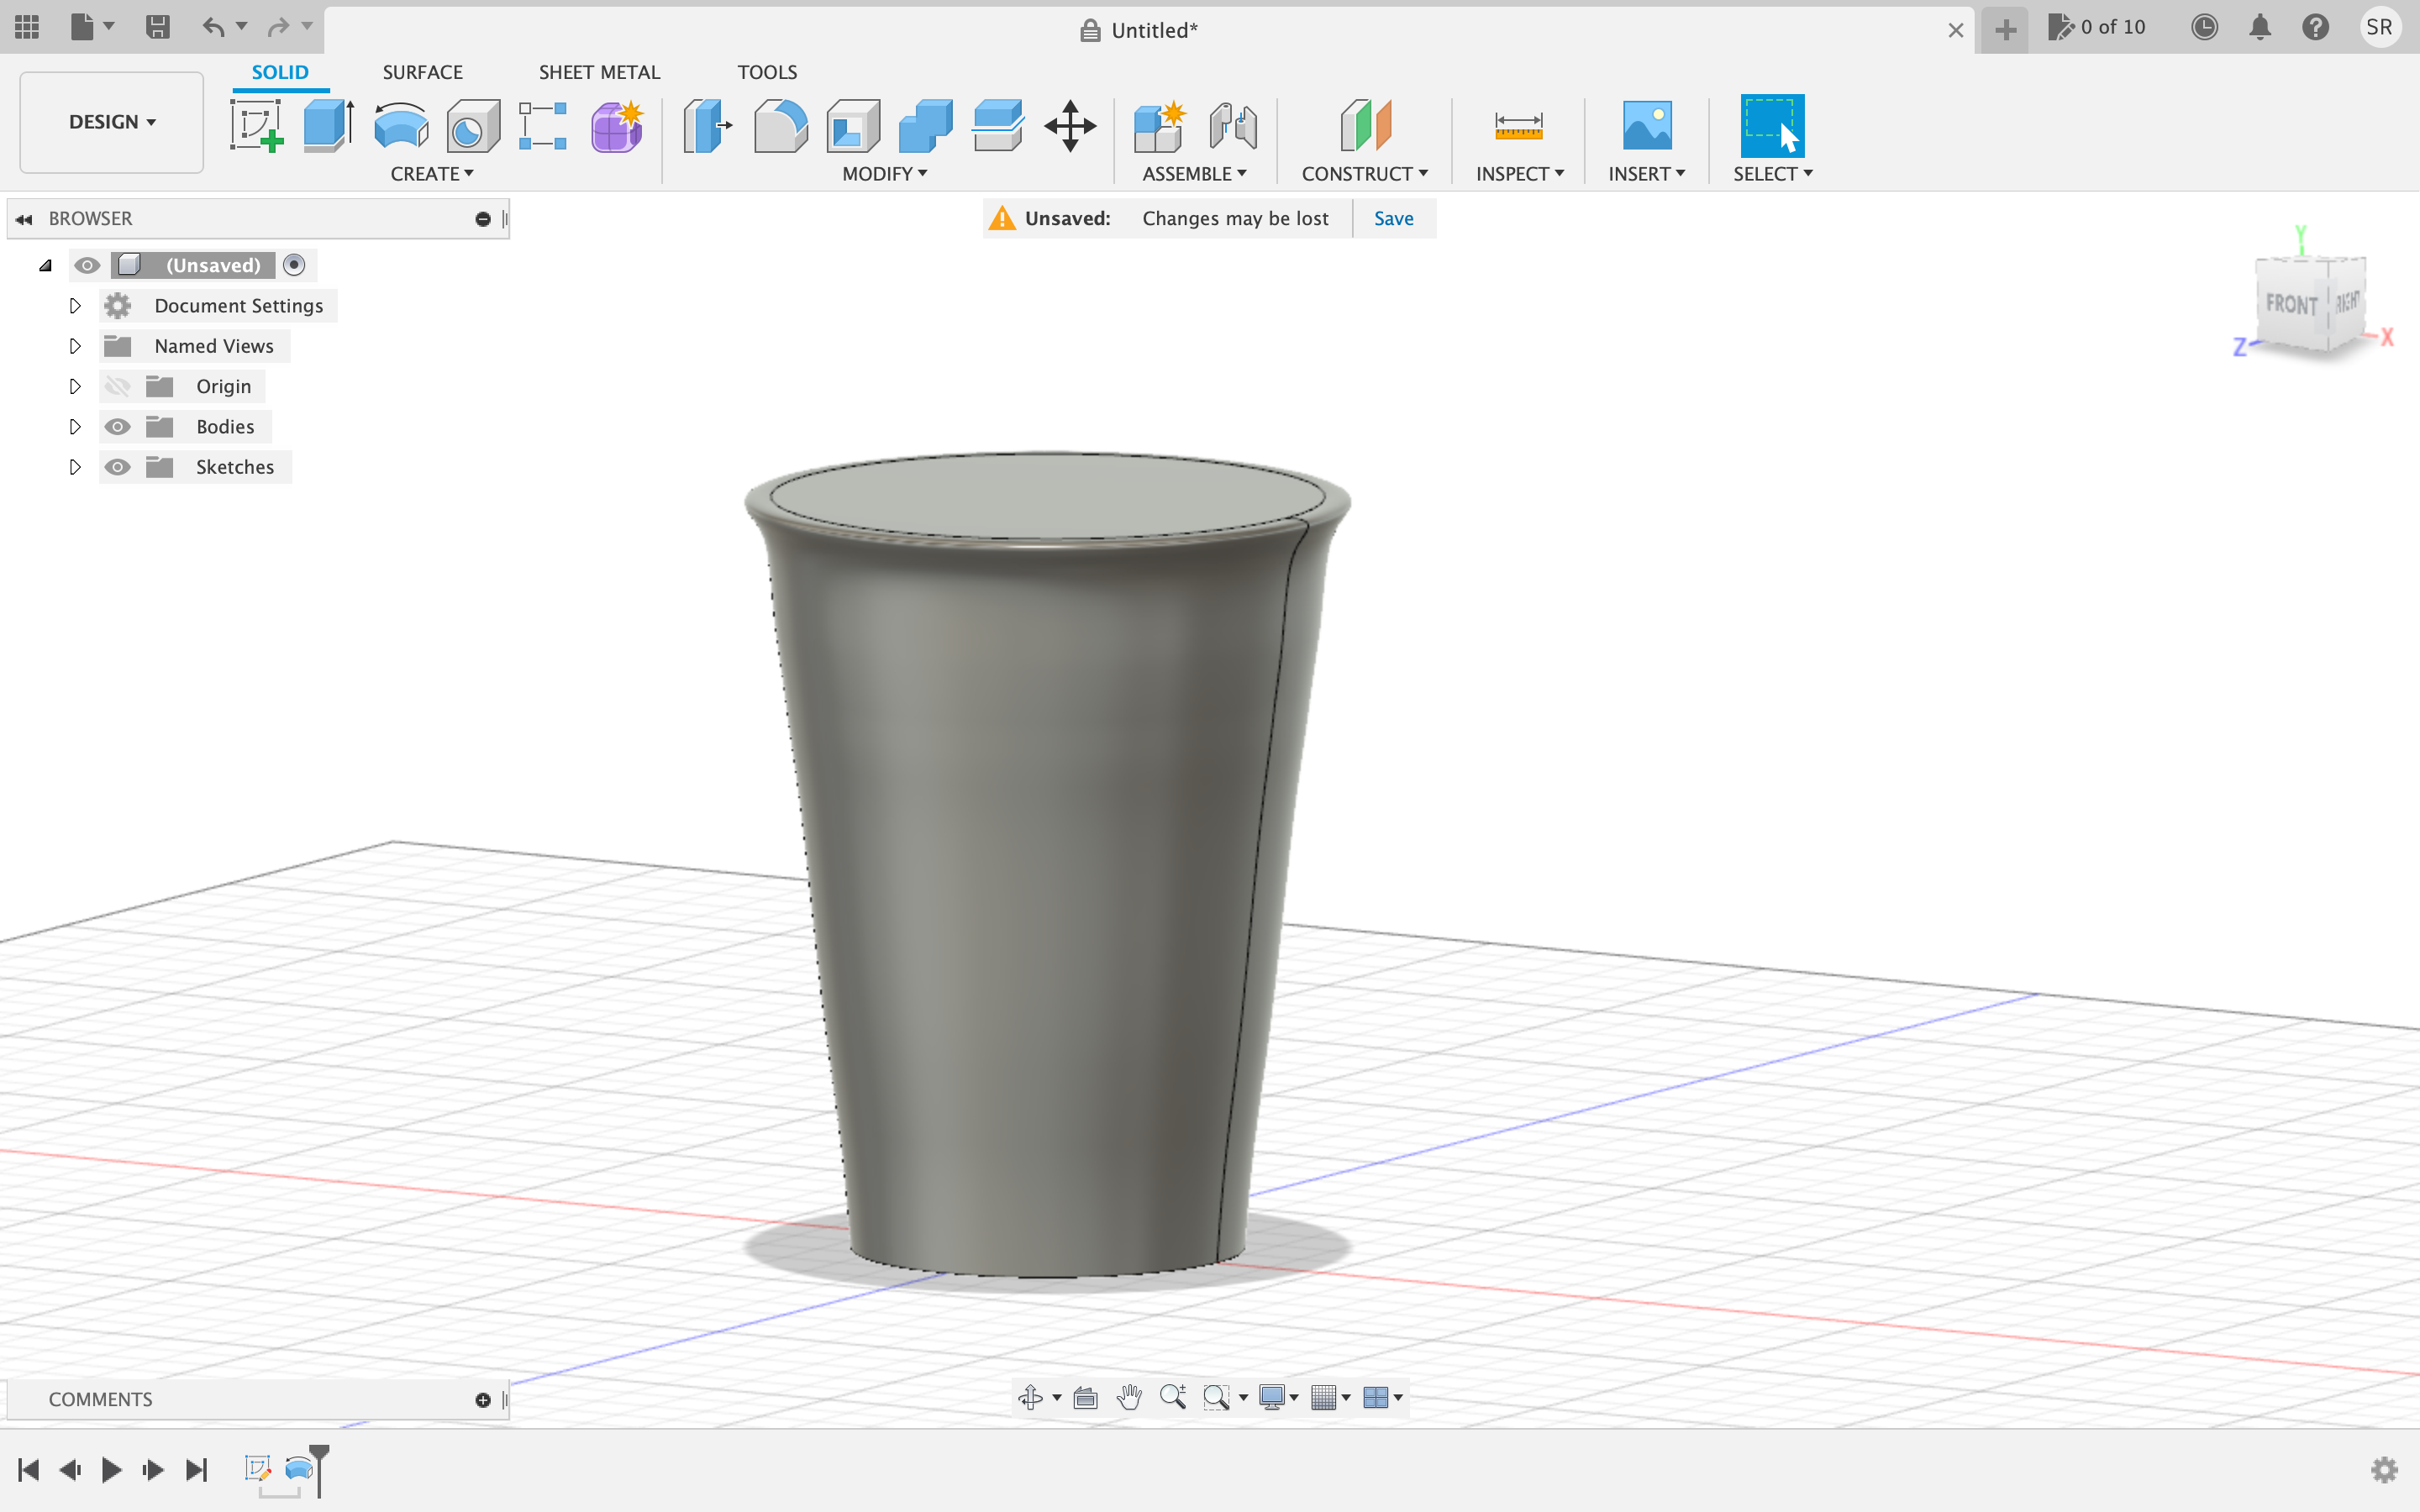 Untitled*
0 of 10
SR
DESIGN
SOLID
SURFACE
SHEET METAL
TOOLS
CREATE
MODIFY
ASSEMBLE
CONSTRUCT
INSPECT
INSERT
SELECT
BROWSER
Unsaved: Changes may be lost Save
(Unsaved)
Document Settings
Named Views
Origin
Bodies
Sketches
Y
FRONT
RIGHT
Z
X
COMMENTS